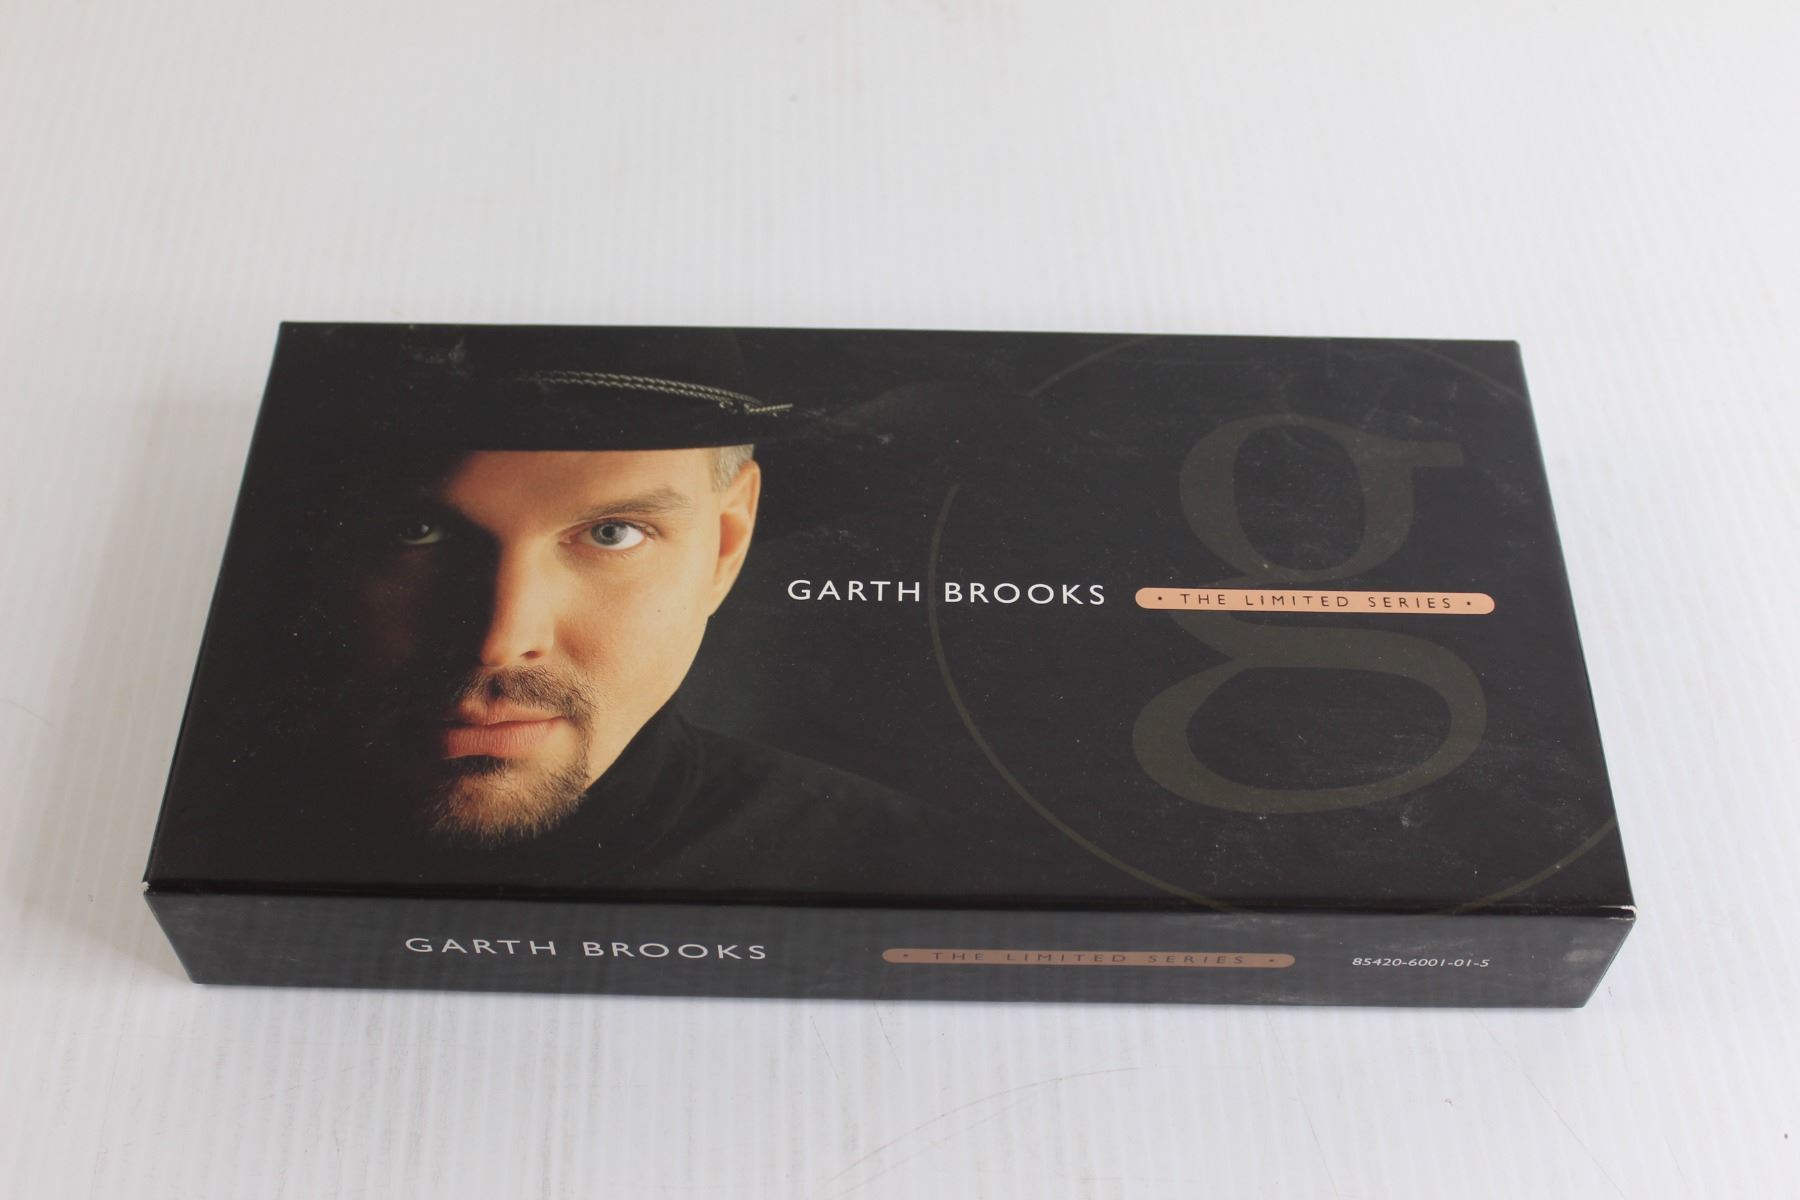 g
GARTH BROOKS • THE LIMITED SERIES •
GARTH BROOKS • THE LIMITED SERIES • 85420-6001-01-5